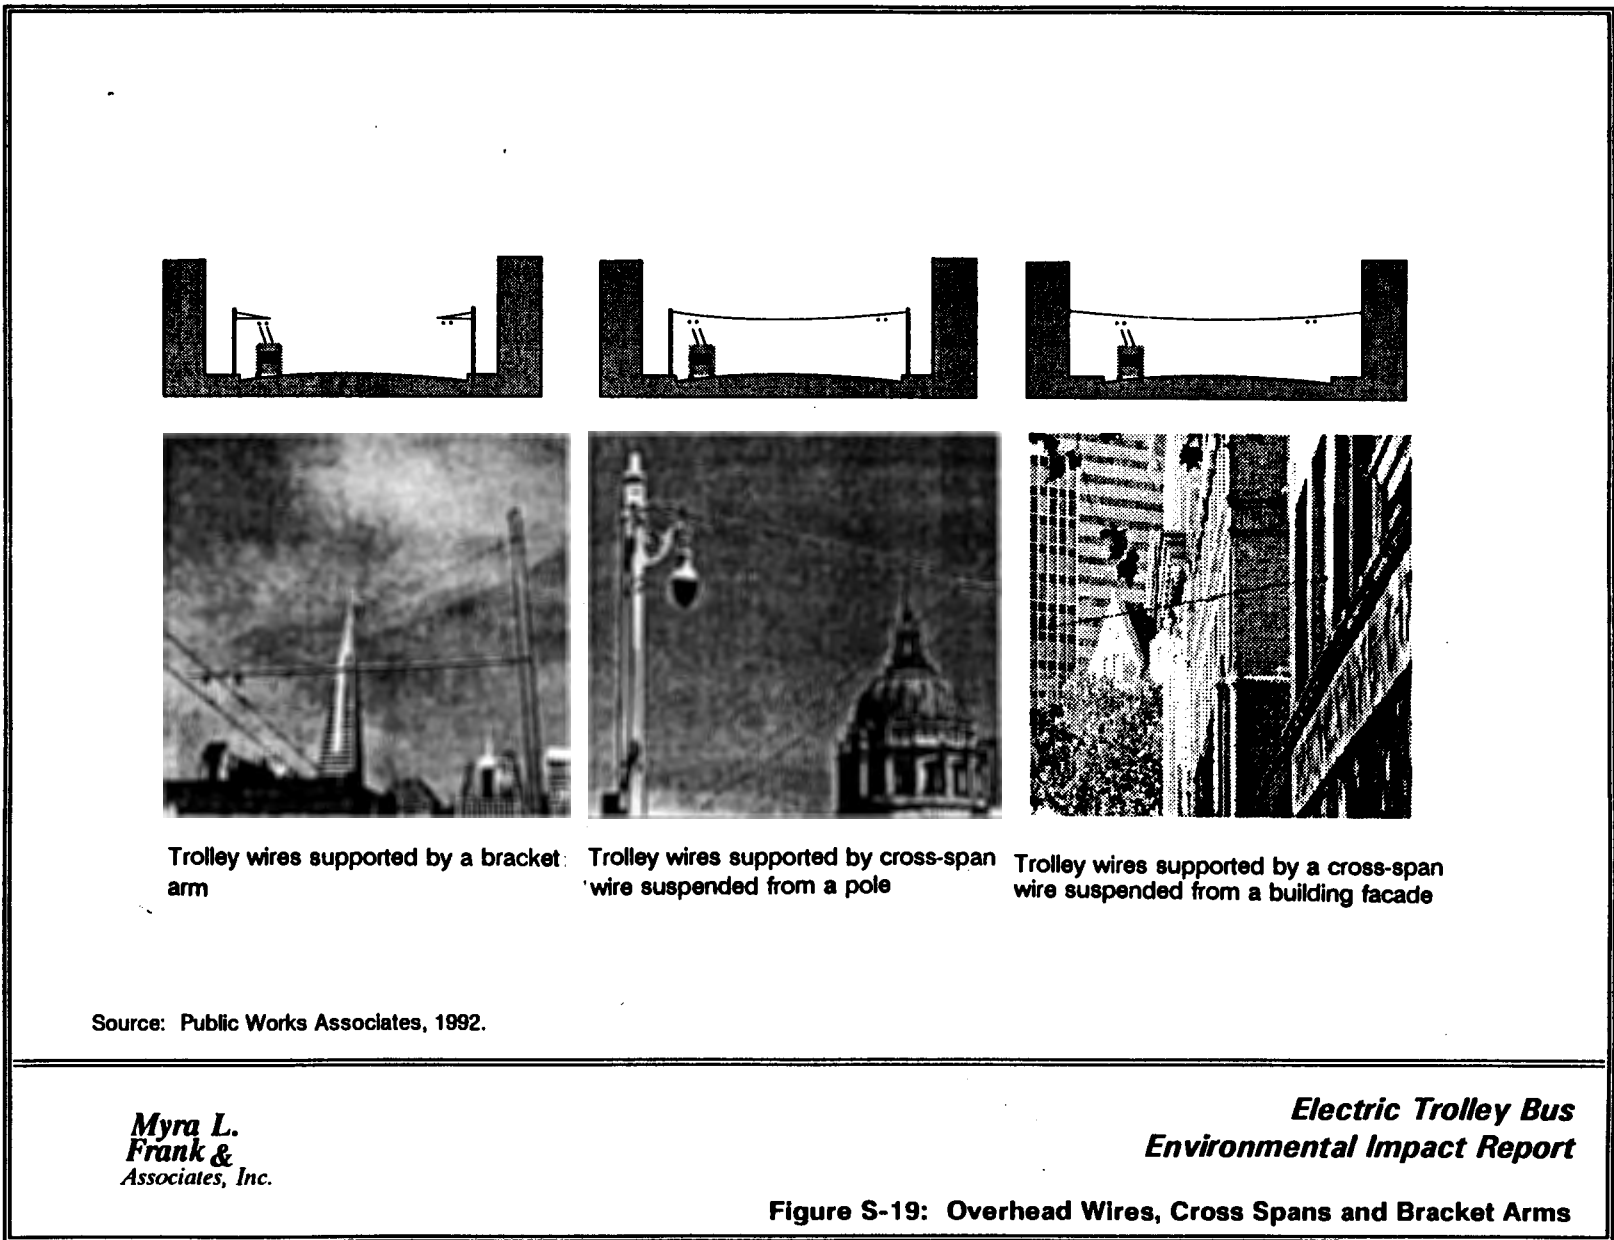 Trolley wires supported by a bracket
arm
Trolley wires supported by cross-span
wire suspended from a pole
Trolley wires supported by a cross-span
wire suspended from a building facade
Source: Public Works Associates, 1992.
Myra L.
Frank &
Associates, Inc.
Electric Trolley Bus
Environmental Impact Report
Figure S-19: Overhead Wires, Cross Spans and Bracket Arms